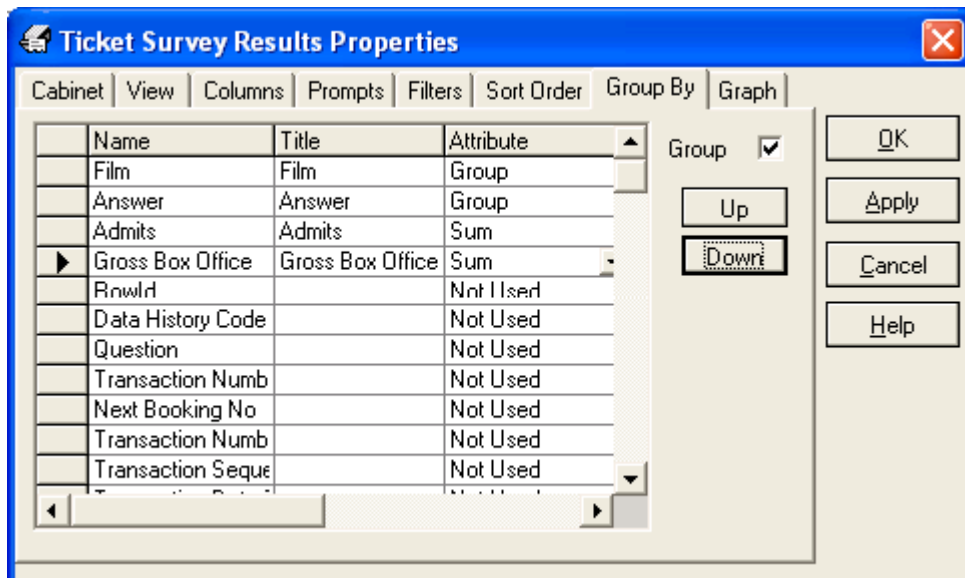 Ticket Survey Results Properties
Cabinet View Columns Prompts Filters Sort Order Group By Graph
Name Title Attribute
Film Film Group
Answer Answer Group
Admits Admits Sum
Gross Box Office Gross Box Office Sum
RowId Not Used
Data History Code Not Used
Question Not Used
Transaction Numb Not Used
Next Booking No Not Used
Transaction Numb Not Used
Transaction Seque Not Used
Group
Up
Down
OK
Apply
Cancel
Help